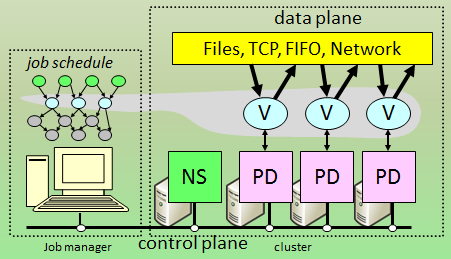 data plane
Files, TCP, FIFO, Network
job schedule
V
V
V
NS
PD
PD
PD
Job manager
control plane
cluster